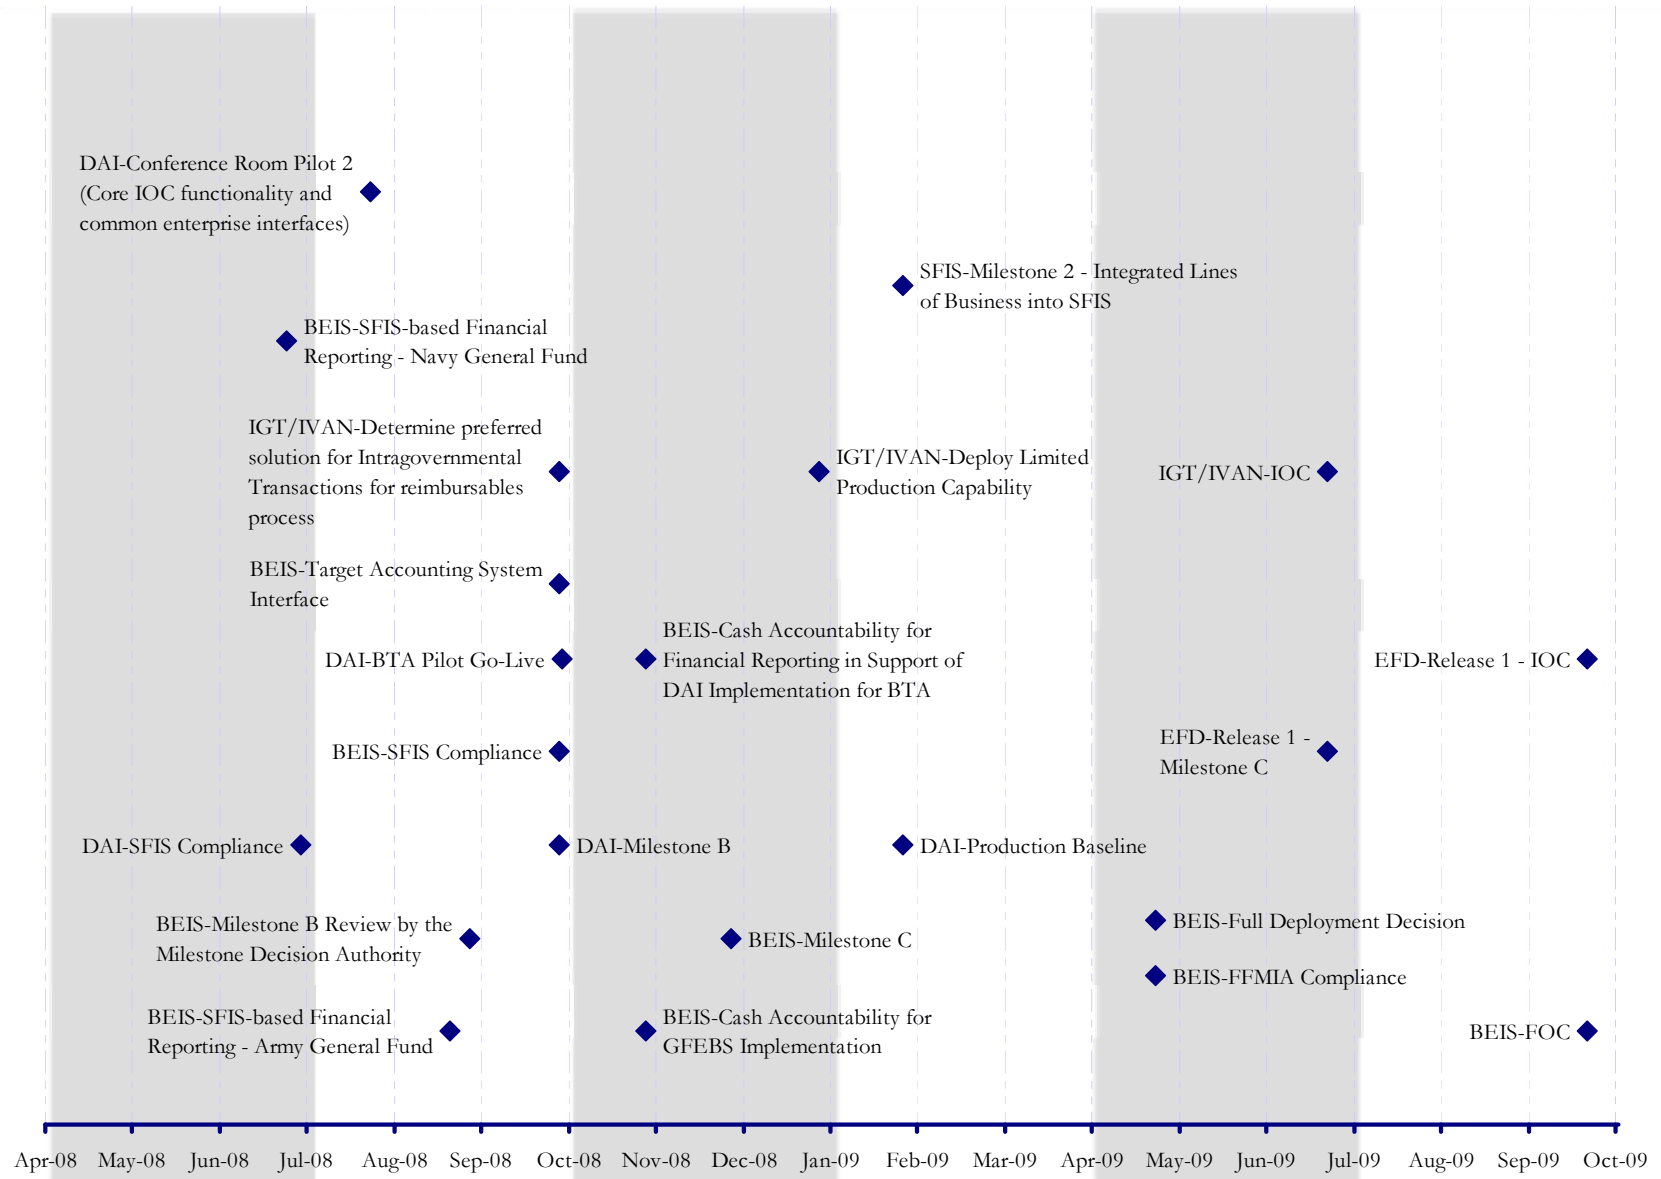 DAI-Conference Room Pilot 2
(Core IOC functionality and
common enterprise interfaces)
SFIS-Milestone 2 - Integrated Lines
of Business into SFIS
BEIS-SFIS-based Financial
Reporting - Navy General Fund
IGT/IVAN-Determine preferred
solution for Intragovernmental
Transactions for reimbursables
process
IGT/IVAN-Deploy Limited
Production Capability
IGT/IVAN-IOC
BEIS-Target Accounting System
Interface
DAI-BTA Pilot Go-Live
BEIS-Cash Accountability for
Financial Reporting in Support of
DAI Implementation for BTA
EFD-Release 1 - IOC
BEIS-SFIS Compliance
EFD-Release 1 -
Milestone C
DAI-SFIS Compliance
DAI-Milestone B
DAI-Production Baseline
BEIS-Milestone B Review by the
Milestone Decision Authority
BEIS-Milestone C
BEIS-Full Deployment Decision
BEIS-FFMIA Compliance
BEIS-SFIS-based Financial
Reporting - Army General Fund
BEIS-Cash Accountability for
GFEBS Implementation
BEIS-FOC
Apr-08 May-08 Jun-08 Jul-08 Aug-08 Sep-08 Oct-08 Nov-08 Dec-08 Jan-09 Feb-09 Mar-09 Apr-09 May-09 Jun-09 Jul-09 Aug-09 Sep-09 Oct-09